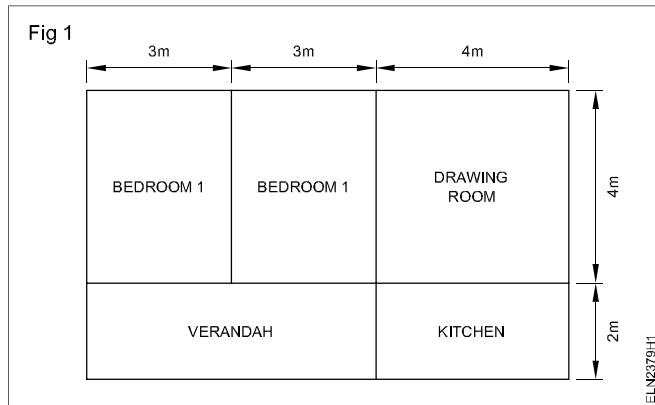 Fig 1
3m
3m
4m
BEDROOM 1
BEDROOM 1
DRAWING
ROOM
4m
VERANDAH
KITCHEN
2m
ELN2379H1